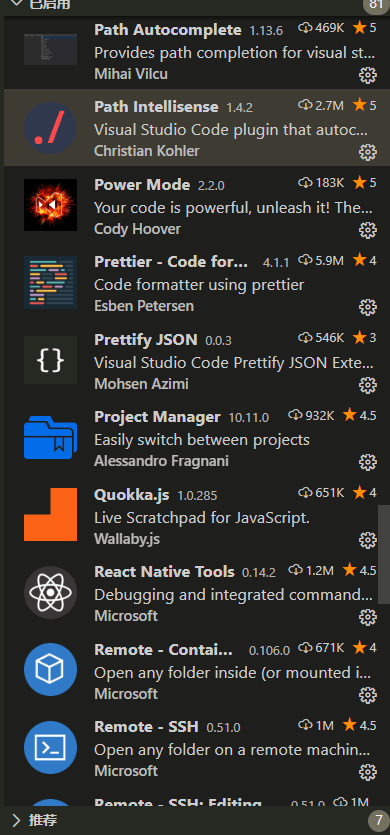 已启用 81
Path Autocomplete 1.13.6 469K 5
Provides path completion for visual st...
Mihai Vilcu
Path Intellisense 1.4.2 2.7M 5
Visual Studio Code plugin that autoc...
Christian Kohler
Power Mode 2.2.0 183K 5
Your code is powerful, unleash it! The...
Cody Hoover
Prettier - Code for... 4.1.1 5.9M 4
Code formatter using prettier
Esben Petersen
Prettify JSON 0.0.3 546K 3
Visual Studio Code Prettify JSON Exte...
Mohsen Azimi
Project Manager 10.11.0 932K 4.5
Easily switch between projects
Alessandro Fragnani
Quokka.js 1.0.285 651K 4
Live Scratchpad for JavaScript.
Wallaby.js
React Native Tools 0.14.2 1.2M 4.5
Debugging and integrated command...
Microsoft
Remote - Contai... 0.106.0 671K 4
Open any folder inside (or mounted i...
Microsoft
Remote - SSH 0.51.0 1M 4.5
Open any folder on a remote machin...
Microsoft
Remote - SSH: Editing 0.51.0 1M
推荐 7